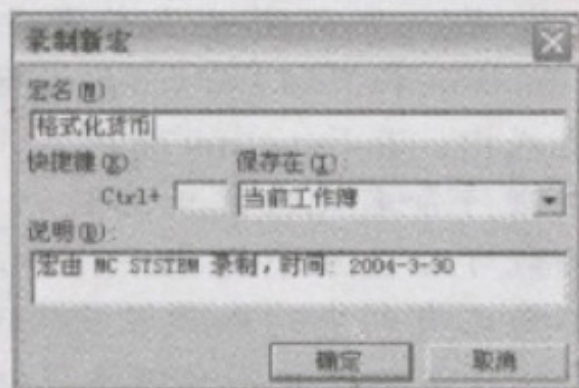 录制新宏
宏名(M)
格式化货币
快捷键(K) 保存在(I)
Ctrl+ 当前工作簿
说明(D):
宏由 MC SYSTEM 录制，时间: 2004-3-30
确定 取消